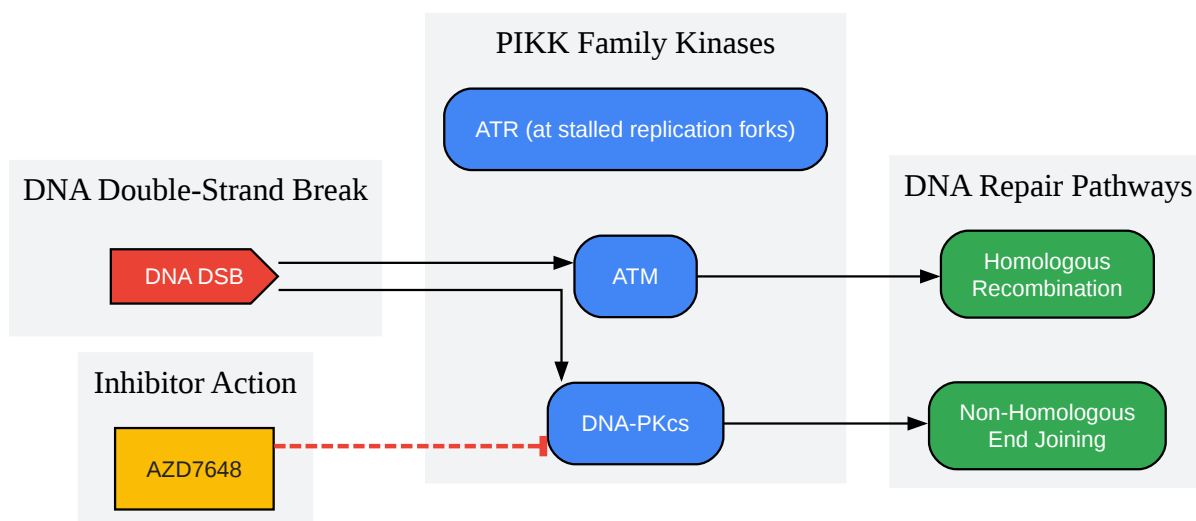 PIKK Family Kinases
ATR (at stalled replication forks)
DNA Double-Strand Break
DNA Repair Pathways
DNA DSB
ATM
Homologous
Recombination
Inhibitor Action
DNA-PKcs
Non-Homologous
End Joining
AZD7648